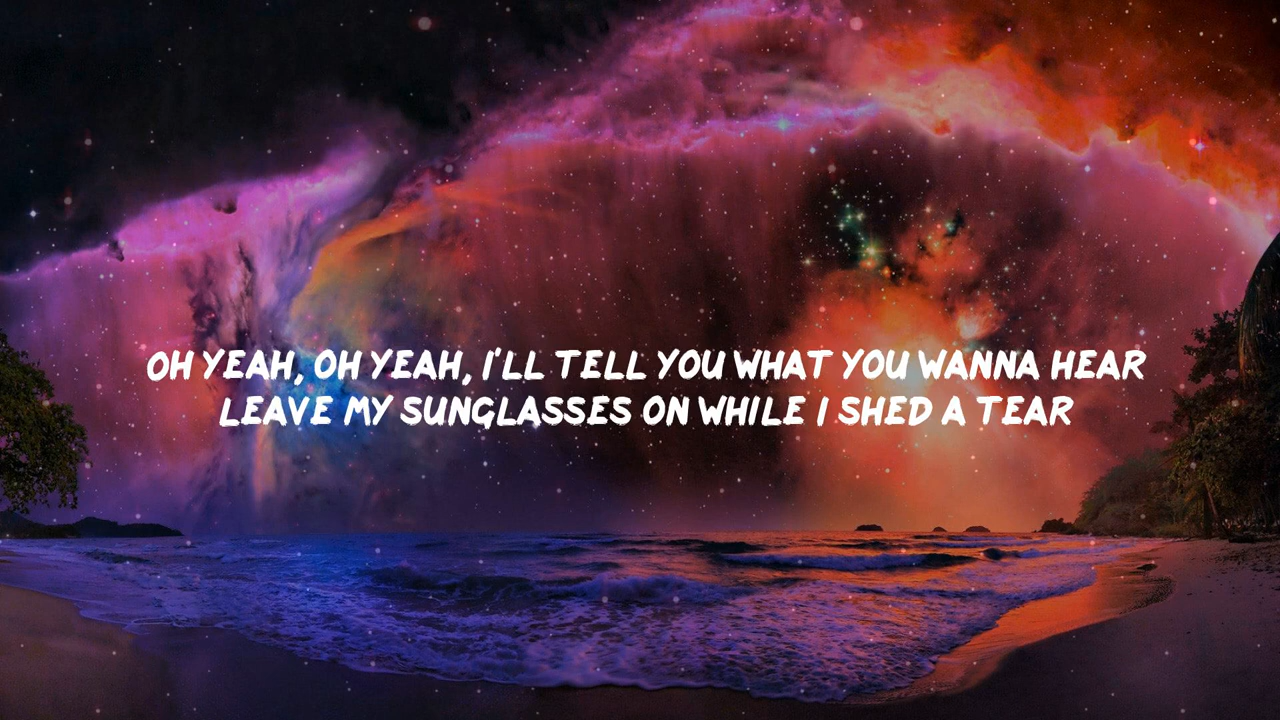 OH YEAH, OH YEAH, I'LL TELL YOU WHAT YOU WANNA HEAR
LEAVE MY SUNGLASSES ON WHILE I SHED A TEAR